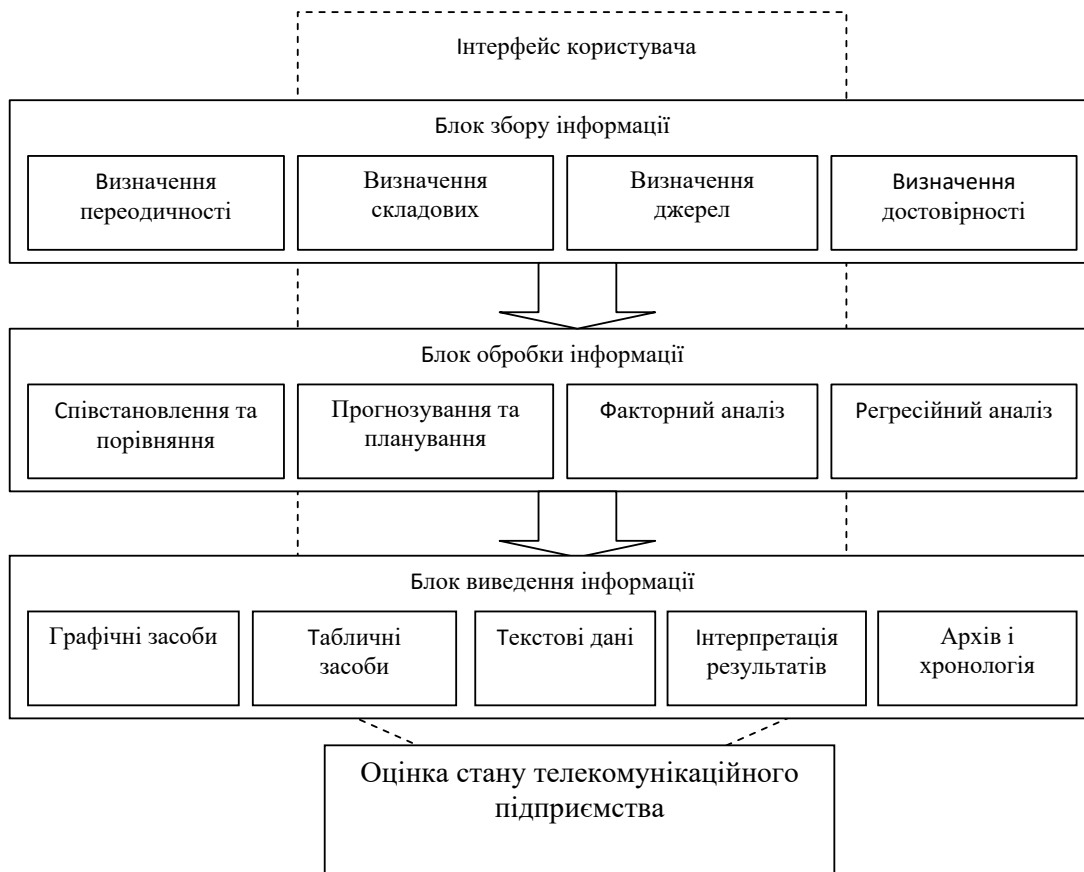 Інтерфейс користувача
Блок збору інформації
Визначення
переодичності
Визначення
складових
Визначення
джерел
Визначення
достовірності
Блок обробки інформації
Співстановлення та
порівняння
Прогнозування та
планування
Факторний аналіз
Регресійний аналіз
Блок виведення інформації
Графічні засоби
Табличні
засоби
Текстові дані
Інтерпретація
результатів
Архів і
хронологія
Оцінка стану телекомунікаційного
підприємства